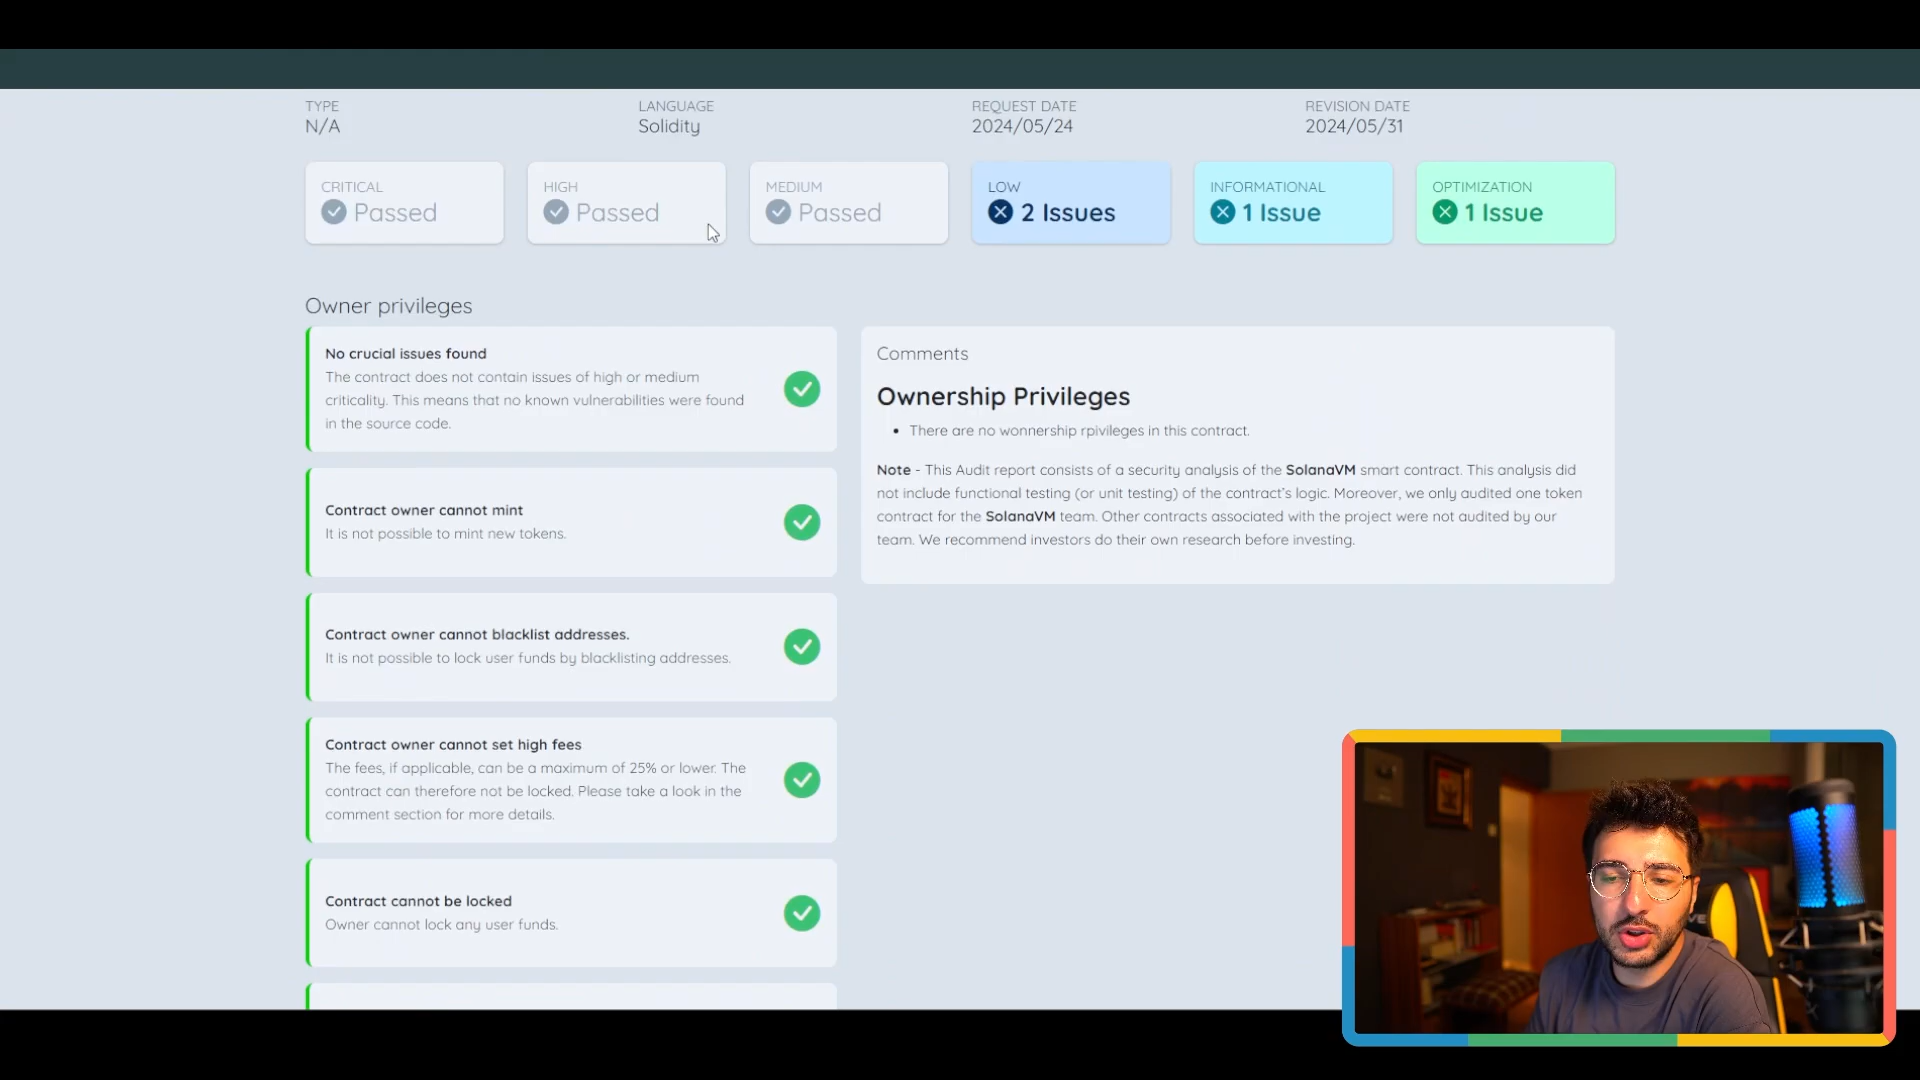 TYPE
N/A
LANGUAGE
Solidity
REQUEST DATE
2024/05/24
REVISION DATE
2024/05/31
CRITICAL
Passed
HIGH
Passed
MEDIUM
Passed
LOW
2 Issues
INFORMATIONAL
1 Issue
OPTIMIZATION
1 Issue
Owner privileges
No crucial issues found
The contract does not contain issues of high or medium
criticality. This means that no known vulnerabilities were found
in the source code.
Contract owner cannot mint
It is not possible to mint new tokens.
Contract owner cannot blacklist addresses.
It is not possible to lock user funds by blacklisting addresses.
Contract owner cannot set high fees
The fees, if applicable, can be a maximum of 25% or lower. The
contract can therefore not be locked. Please take a look in the
comment section for more details.
Contract cannot be locked
Owner cannot lock any user funds.
Comments
Ownership Privileges
• There are no wonnership rpivileges in this contract.
Note - This Audit report consists of a security analysis of the SolanaVM smart contract. This analysis did
not include functional testing (or unit testing) of the contract's logic. Moreover, we only audited one token
contract for the SolanaVM team. Other contracts associated with the project were not audited by our
team. We recommend investors do their own research before investing.